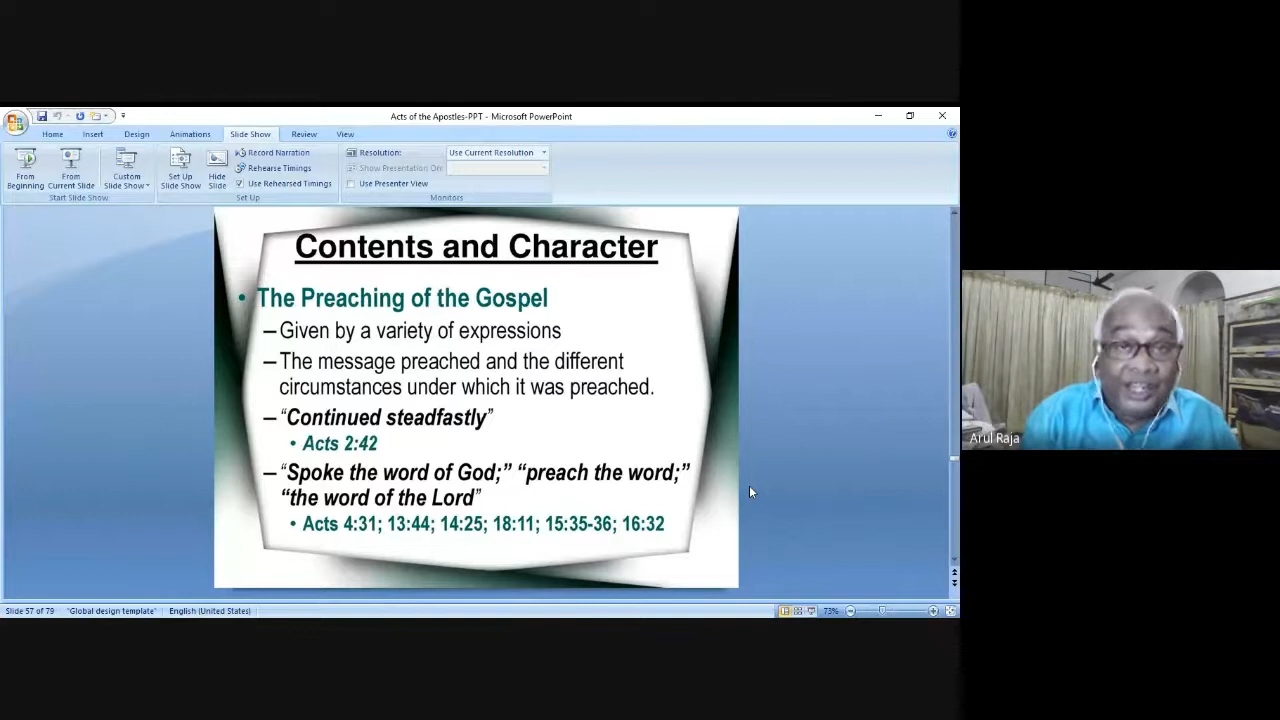 Acts of the Apostles-PPT - Microsoft PowerPoint
Home Insert Design Animations Slide Show Review View
From Beginning
From Current Slide
Custom Slide Show
Start Slide Show
Set Up Slide Show
Hide Slide
Record Narration
Rehearse Timings
Use Rehearsed Timings
Set Up
Resolution: Use Current Resolution
Show Presentation On:
Use Presenter View
Monitors
Contents and Character
• The Preaching of the Gospel
–Given by a variety of expressions
–The message preached and the different
circumstances under which it was preached.
–“Continued steadfastly”
• Acts 2:42
–“Spoke the word of God;” “preach the word;”
“the word of the Lord”
• Acts 4:31; 13:44; 14:25; 18:11; 15:35-36; 16:32
Arul Raja
Slide 57 of 79 "Global design template" English (United States) 73%